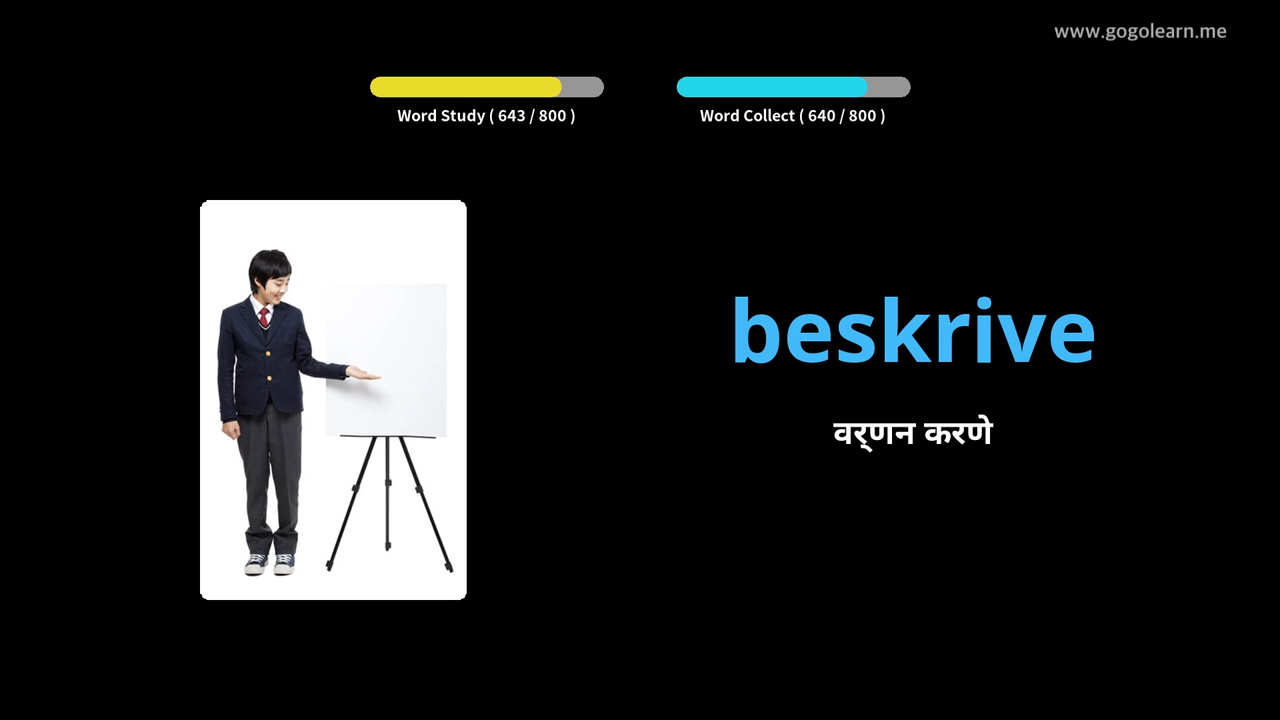 www.gogolearn.me
Word Study ( 643 / 800 )
Word Collect ( 640 / 800 )
beskrive
वर्णन करणे